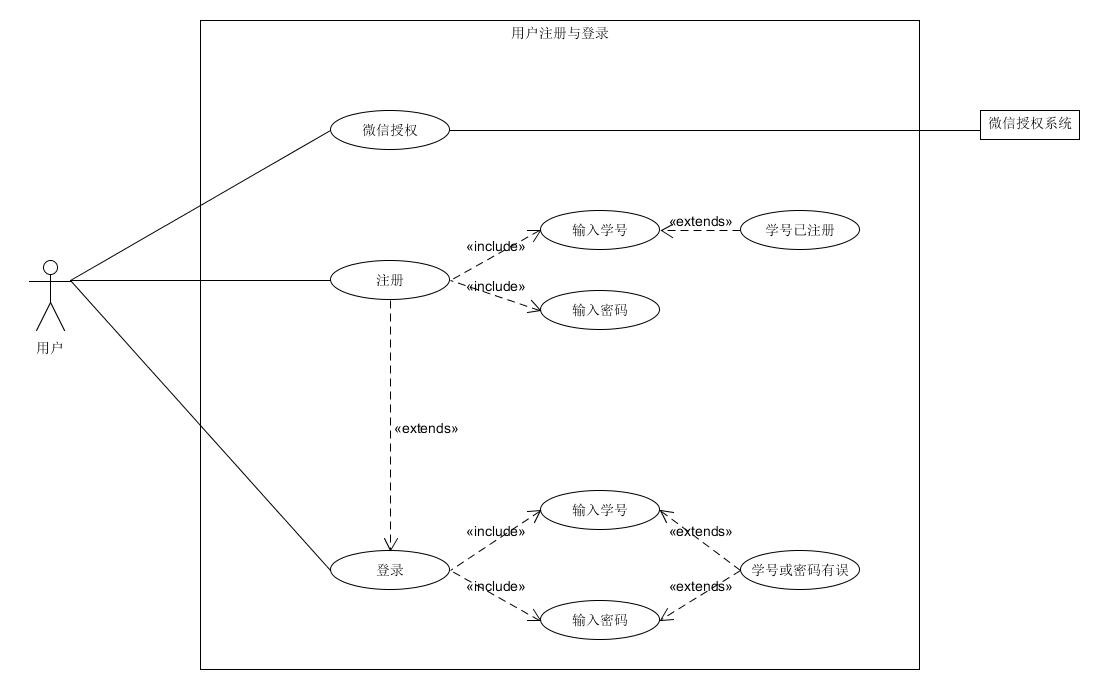 用户注册与登录
微信授权
微信授权系统
输入学号
«extends»
学号已注册
«include»
注册
«include»
输入密码
用户
«extends»
输入学号
«include»
«extends»
登录
学号或密码有误
«include»
«extends»
输入密码